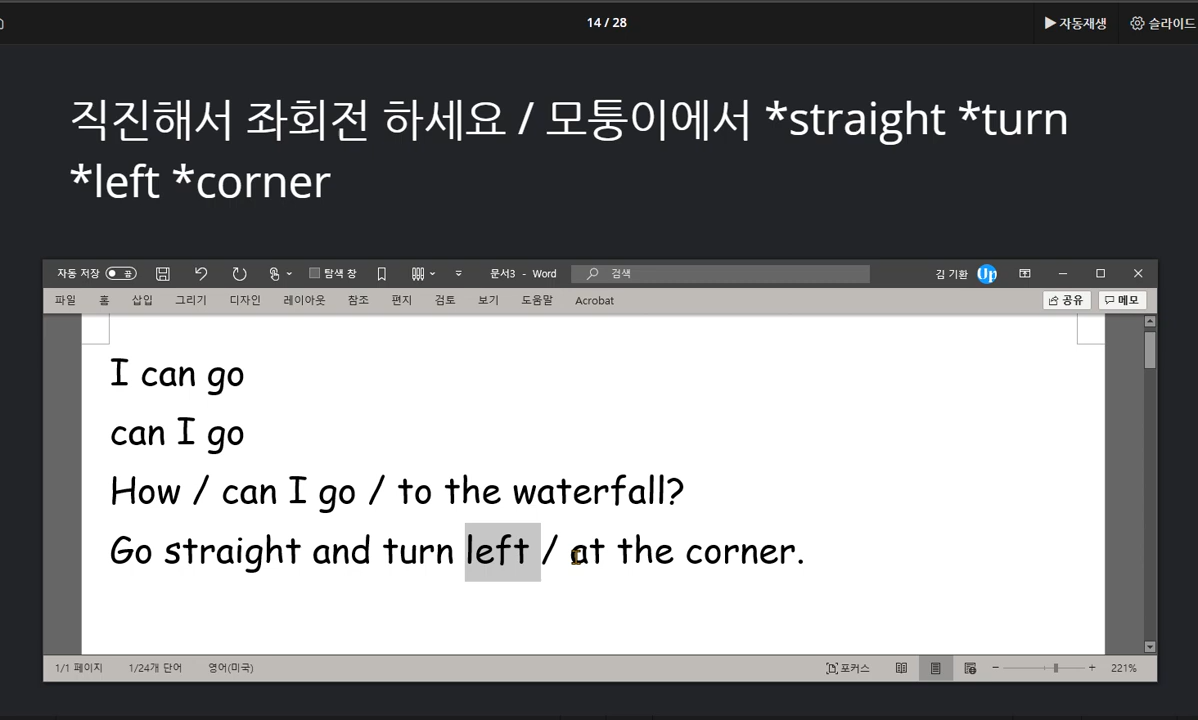 14 / 28
▶자동재생
슬라이드
직진해서 좌회전 하세요 / 모퉁이에서 *straight *turn
*left *corner
자동 저장 끔
탐색 창
문서3 - Word
검색
김 기환 Up
파일 홈 삽입 그리기 디자인 레이아웃 참조 편지 검토 보기 도움말 Acrobat
공유 메모
I can go
can I go
How / can I go / to the waterfall?
Go straight and turn left / at the corner.
1/1 페이지 1/24개 단어 영어(미국)
포커스
221%